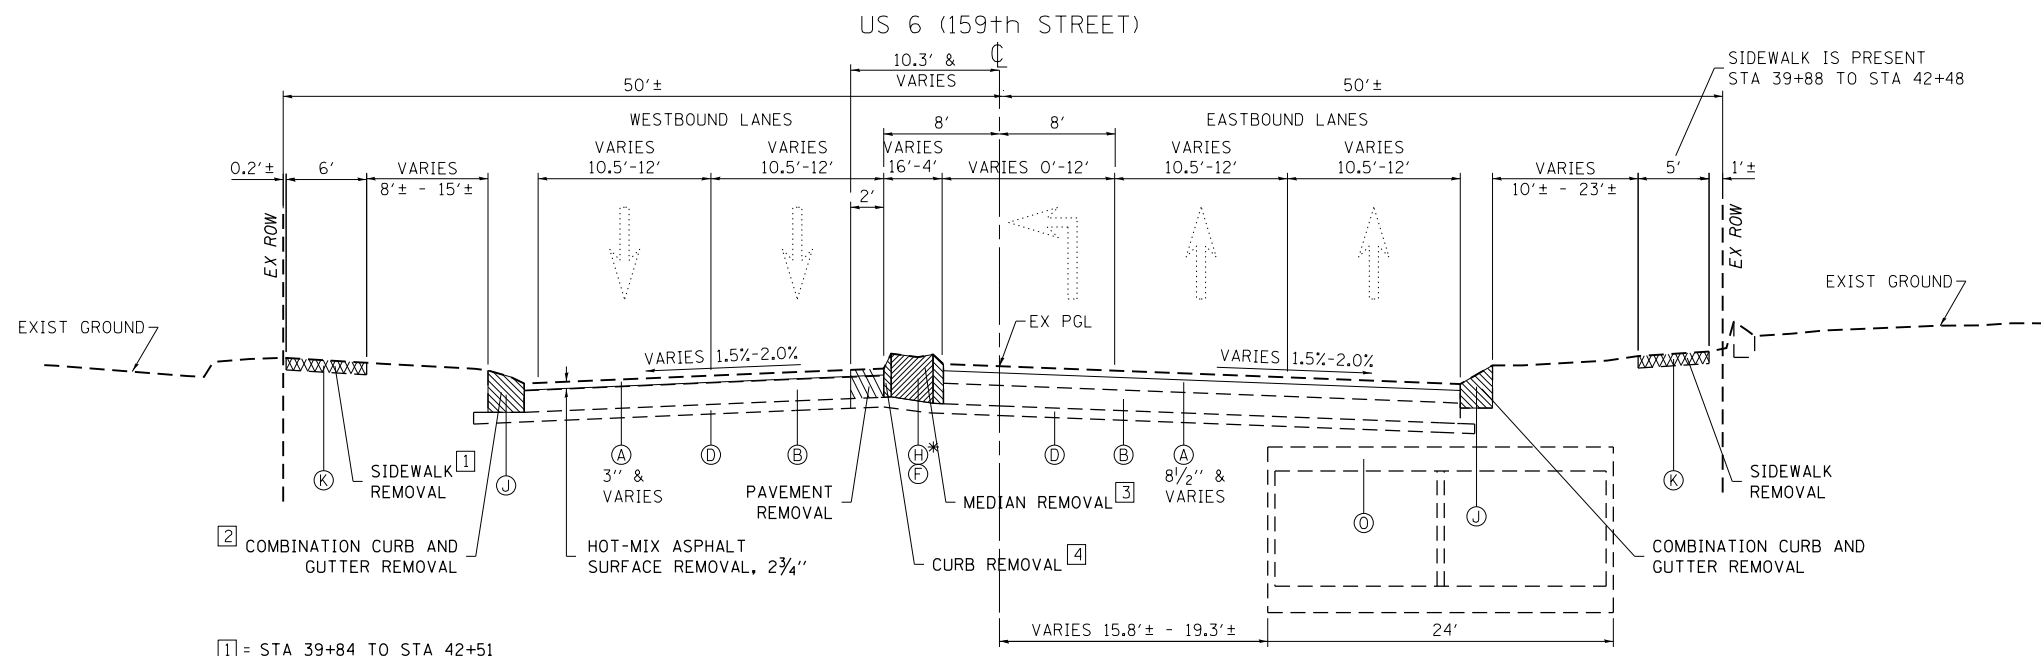 US 6 (159th STREET)
℄
10.3' &
VARIES
SIDEWALK IS PRESENT
STA 39+88 TO STA 42+48
50'±
50'±
WESTBOUND LANES
8'
8'
EASTBOUND LANES
0.2'±
6'
VARIES
8'± - 15'±
VARIES
10.5'-12'
VARIES
10.5'-12'
VARIES
16'-4'
VARIES 0'-12'
VARIES
10.5'-12'
VARIES
10.5'-12'
VARIES
10'± - 23'±
5'
1'±
2'
EX ROW
EX ROW
EXIST GROUND
EXIST GROUND
EX PGL
VARIES 1.5%-2.0%
VARIES 1.5%-2.0%
K
SIDEWALK 1
REMOVAL
J
A
3" &
VARIES
D
B
PAVEMENT
REMOVAL
H*
F
MEDIAN REMOVAL 3
D
B
A
8½" &
VARIES
O
J
K
SIDEWALK
REMOVAL
2 COMBINATION CURB AND
GUTTER REMOVAL
HOT-MIX ASPHALT
SURFACE REMOVAL, 2¾"
CURB REMOVAL 4
COMBINATION CURB AND
GUTTER REMOVAL
VARIES 15.8'± - 19.3'±
24'
1 = STA 39+84 TO STA 42+51